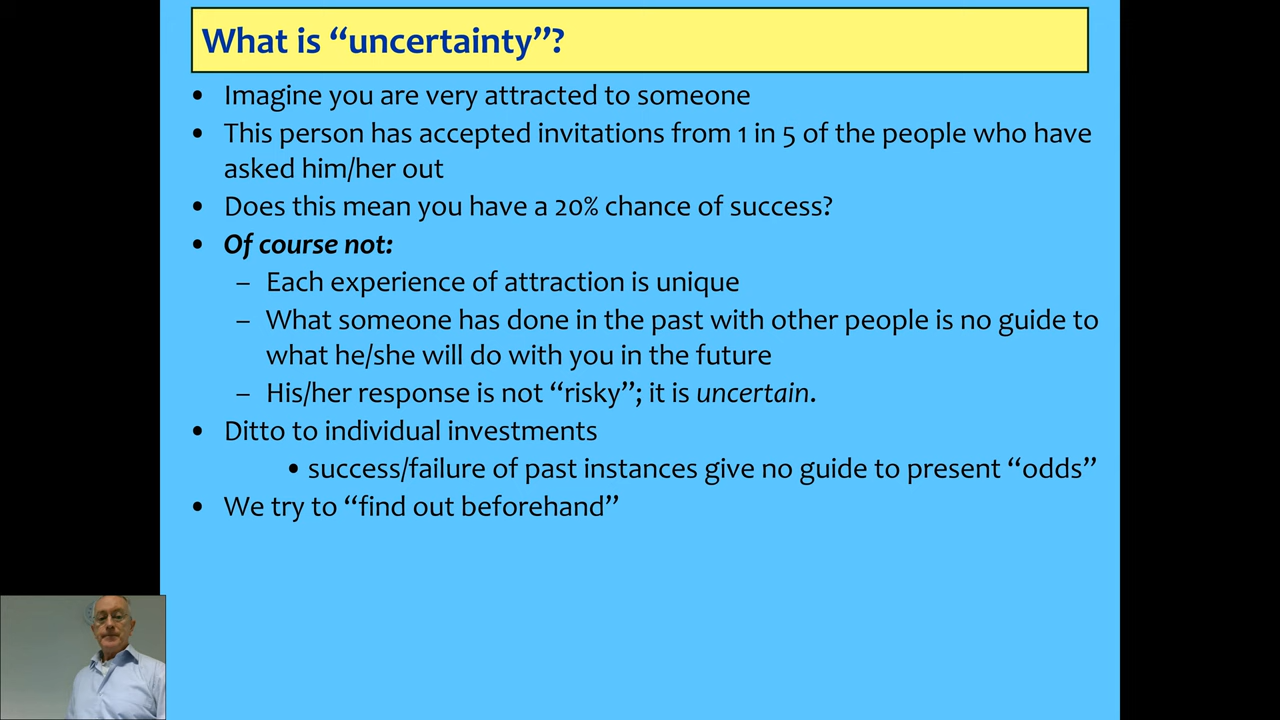 What is “uncertainty”?
• Imagine you are very attracted to someone
• This person has accepted invitations from 1 in 5 of the people who have
asked him/her out
• Does this mean you have a 20% chance of success?
• Of course not:
– Each experience of attraction is unique
– What someone has done in the past with other people is no guide to
what he/she will do with you in the future
– His/her response is not “risky”; it is uncertain.
• Ditto to individual investments
• success/failure of past instances give no guide to present “odds”
• We try to “find out beforehand”